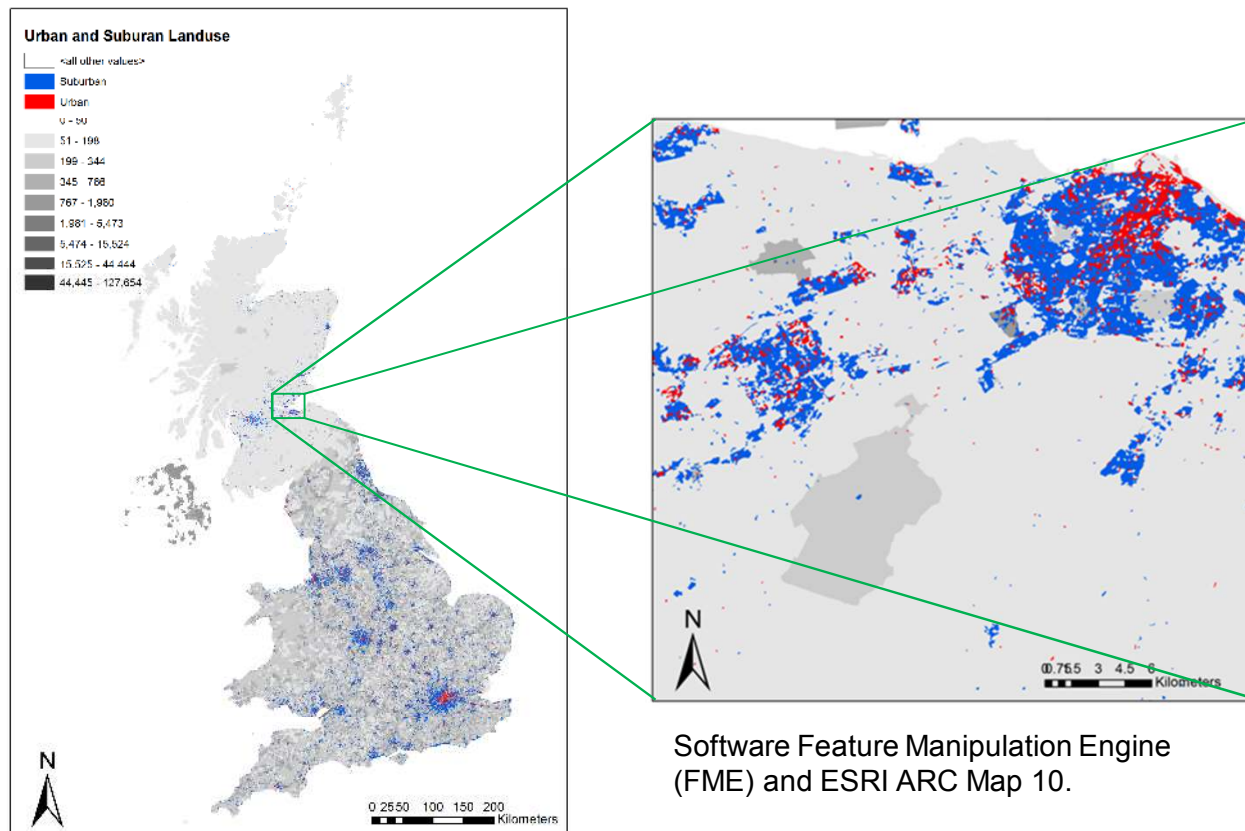 Urban and Suburan Landuse
<all other values>
Suburban
Urban
0 - 50
51 - 198
199 - 344
345 - 766
767 - 1,980
1,981 - 5,473
5,474 - 15,524
15,525 - 44,444
44,445 - 127,654
N
0 25 50 100 150 200
Kilometers
N
0 0.75 1.5 3 4.5 6
Kilometers
Software Feature Manipulation Engine
(FME) and ESRI ARC Map 10.